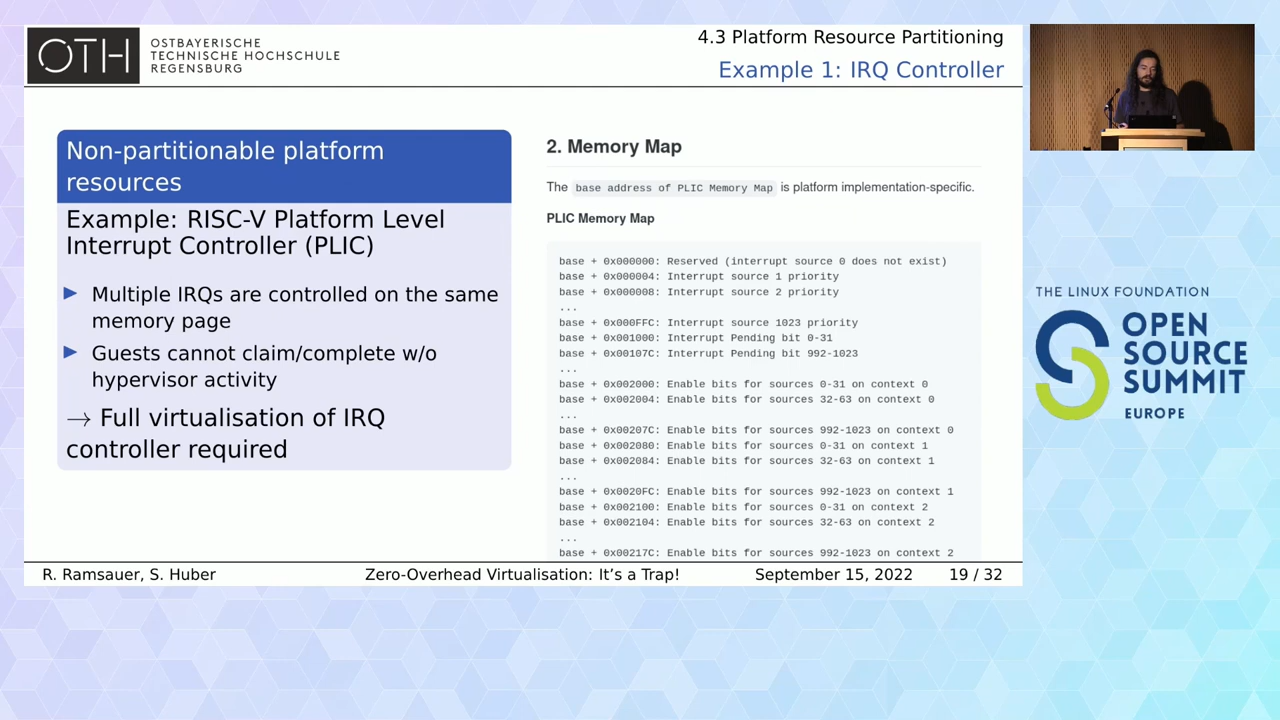 OTH
OSTBAYERISCHE
TECHNISCHE HOCHSCHULE
REGENSBURG
4.3 Platform Resource Partitioning
Example 1: IRQ Controller
Non-partitionable platform
resources
Example: RISC-V Platform Level
Interrupt Controller (PLIC)
Multiple IRQs are controlled on the same
memory page
Guests cannot claim/complete w/o
hypervisor activity
→ Full virtualisation of IRQ
controller required
2. Memory Map
The base address of PLIC Memory Map is platform implementation-specific.
PLIC Memory Map
base + 0x000000: Reserved (interrupt source 0 does not exist)
base + 0x000004: Interrupt source 1 priority
base + 0x000008: Interrupt source 2 priority
...
base + 0x000FFC: Interrupt source 1023 priority
base + 0x001000: Interrupt Pending bit 0-31
base + 0x00107C: Interrupt Pending bit 992-1023
...
base + 0x002000: Enable bits for sources 0-31 on context 0
base + 0x002004: Enable bits for sources 32-63 on context 0
...
base + 0x00207C: Enable bits for sources 992-1023 on context 0
base + 0x002080: Enable bits for sources 0-31 on context 1
base + 0x002084: Enable bits for sources 32-63 on context 1
...
base + 0x0020FC: Enable bits for sources 992-1023 on context 1
base + 0x002100: Enable bits for sources 0-31 on context 2
base + 0x002104: Enable bits for sources 32-63 on context 2
...
base + 0x00217C: Enable bits for sources 992-1023 on context 2
R. Ramsauer, S. Huber
Zero-Overhead Virtualisation: It's a Trap!
September 15, 2022
19 / 32
THE LINUX FOUNDATION
OPEN
SOURCE
SUMMIT
EUROPE